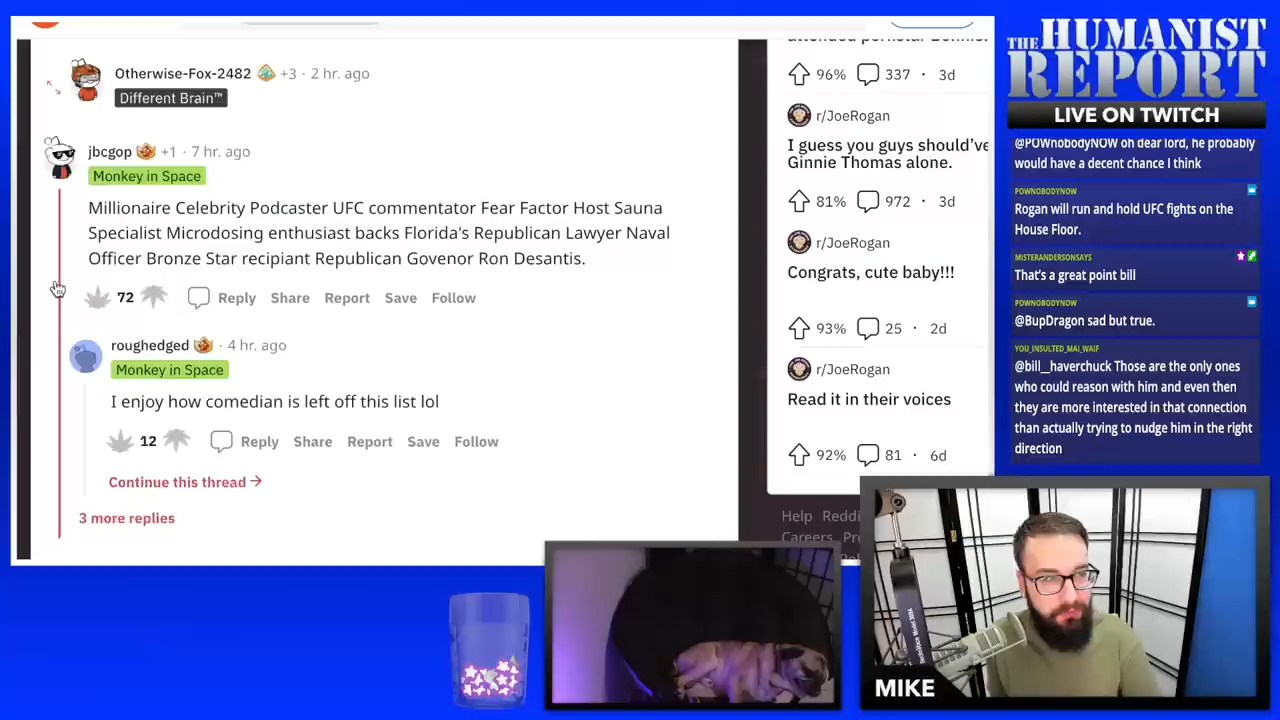 Otherwise-Fox-2482 +3 · 2 hr. ago
Different Brain™
jbcgop +1 · 7 hr. ago
Monkey in Space
Millionaire Celebrity Podcaster UFC commentator Fear Factor Host Sauna
Specialist Microdosing enthusiast backs Florida's Republican Lawyer Naval
Officer Bronze Star recipiant Republican Govenor Ron Desantis.
72 Reply Share Report Save Follow
roughedged · 4 hr. ago
Monkey in Space
I enjoy how comedian is left off this list lol
12 Reply Share Report Save Follow
Continue this thread →
3 more replies
96% 337 · 3d
r/JoeRogan
I guess you guys should've
Ginnie Thomas alone.
81% 972 · 3d
r/JoeRogan
Congrats, cute baby!!!
93% 25 · 2d
r/JoeRogan
Read it in their voices
92% 81 · 6d
Help Reddi
Careers
THE HUMANIST
REPORT
LIVE ON TWITCH
@POWnobodyNOW oh dear lord, he probably
would have a decent chance I think
POWNOBODYNOW
Rogan will run and hold UFC fights on the
House Floor.
MISTERANDERSONSAYS
That's a great point bill
POWNOBODYNOW
@BupDragon sad but true.
YOU_INSULTED_MAI_WAIF
@bill__haverchuck Those are the only ones
who could reason with him and even then
they are more interested in that connection
than actually trying to nudge him in the right
direction
MIKE